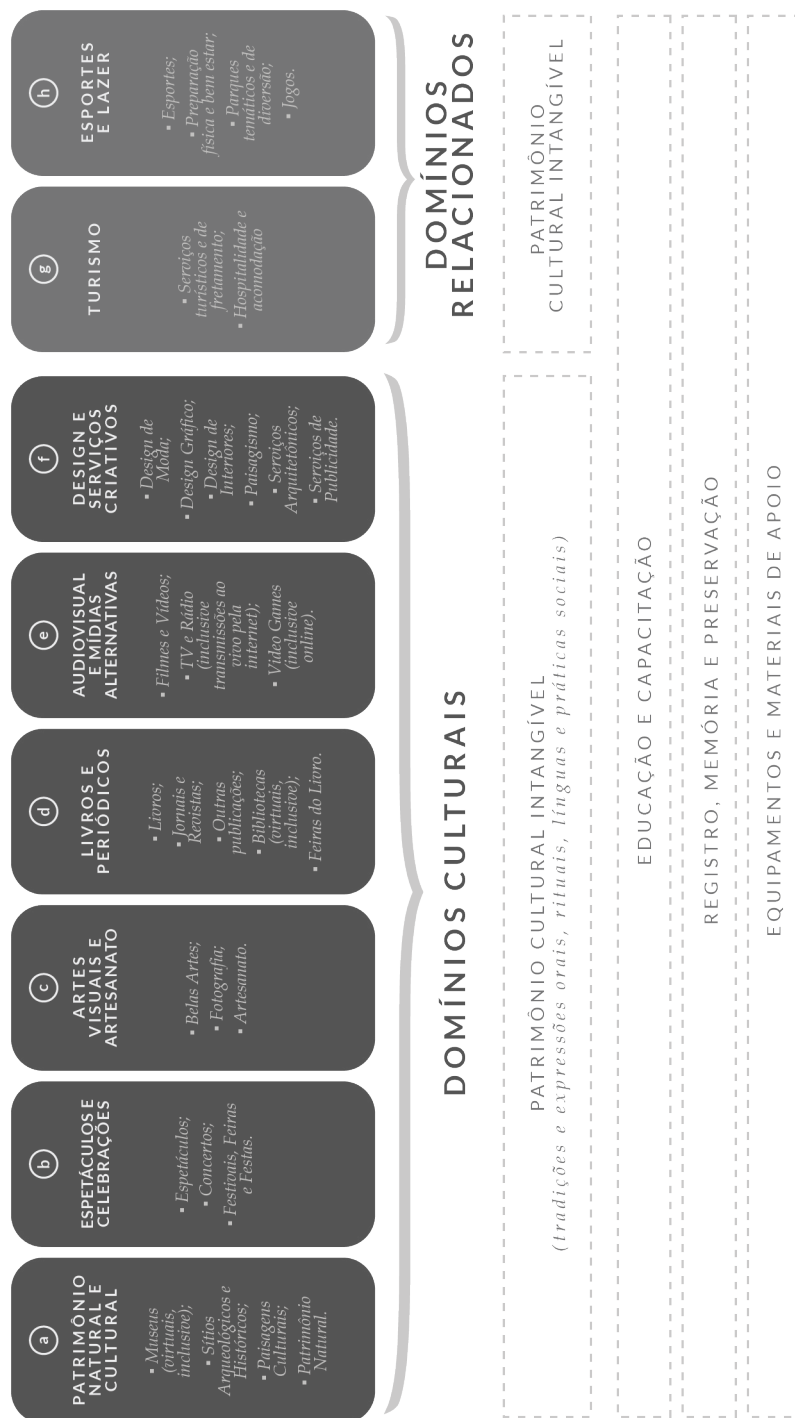 a
PATRIMÔNIO
NATURAL E
CULTURAL
▪ Museus
(virtuais,
inclusive);
▪ Sítios
Arqueológicos e
Históricos;
▪ Paisagens
Culturais;
▪ Patrimônio
Natural.
b
ESPETÁCULOS E
CELEBRAÇÕES
▪ Espetáculos;
▪ Concertos;
▪ Festivais, Feiras
e Festas.
c
ARTES
VISUAIS E
ARTESANATO
▪ Belas Artes;
▪ Fotografia;
▪ Artesanato.
d
LIVROS E
PERIÓDICOS
▪ Livros;
▪ Jornais e
Revistas;
▪ Outras
publicações;
▪ Bibliotecas
(virtuais,
inclusive);
▪ Feiras do Livro.
e
AUDIOVISUAL
E MÍDIAS
ALTERNATIVAS
▪ Filmes e Vídeos;
▪ TV e Rádio
(inclusive
transmissões ao
vivo pela
internet);
▪ Video Games
(inclusive
online).
f
DESIGN E
SERVIÇOS
CRIATIVOS
▪ Design de
Moda;
▪ Design Gráfico;
▪ Design de
Interiores;
▪ Paisagismo;
▪ Serviços
Arquitetônicos;
▪ Serviços de
Publicidade.
g
TURISMO
▪ Serviços
turísticos e de
fretamento;
▪ Hospitalidade e
acomodação
h
ESPORTES
E LAZER
▪ Esportes;
▪ Preparação
física e bem estar;
▪ Parques
temáticos e de
diversão;
▪ Jogos.
DOMÍNIOS CULTURAIS
DOMÍNIOS
RELACIONADOS
PATRIMÔNIO CULTURAL INTANGÍVEL
(tradições e expressões orais, rituais, línguas e práticas sociais)
PATRIMÔNIO
CULTURAL INTANGÍVEL
EDUCAÇÃO E CAPACITAÇÃO
REGISTRO, MEMÓRIA E PRESERVAÇÃO
EQUIPAMENTOS E MATERIAIS DE APOIO